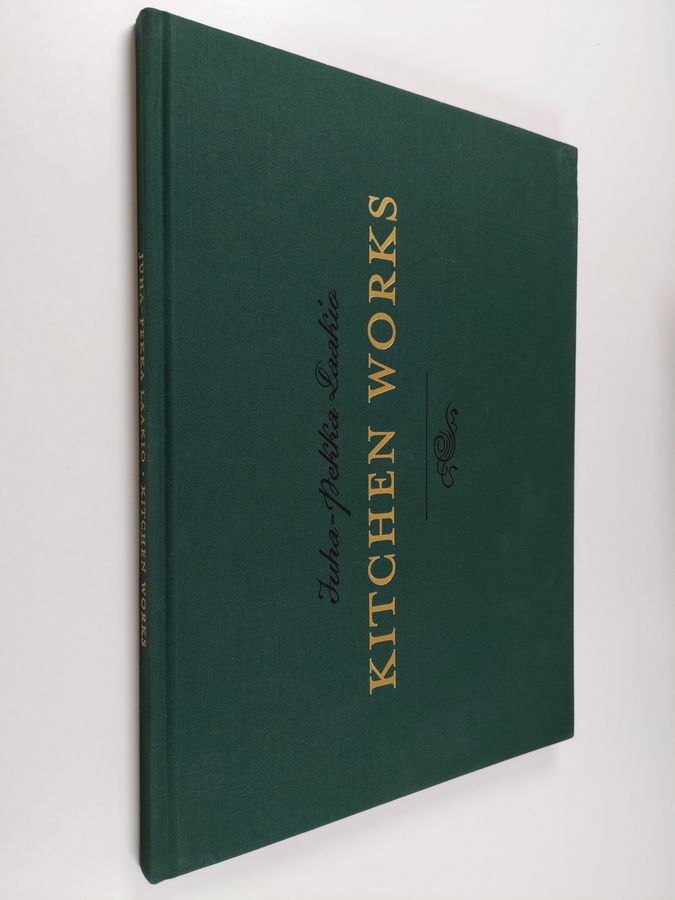 Juha-Pekka Laakio
KITCHEN WORKS
JUHA-PEKKA LAAKIO · KITCHEN WORKS